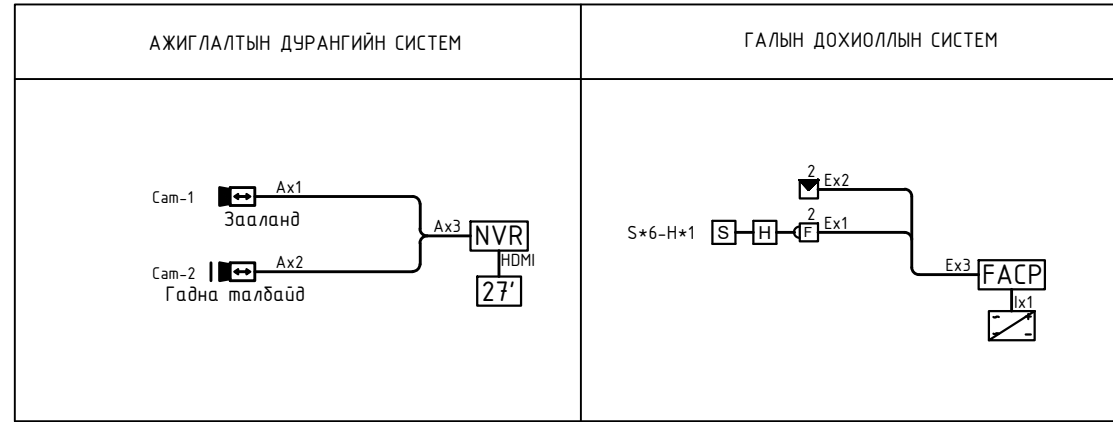 АЖИГЛАЛТЫН ДУРАНГИЙН СИСТЕМ
ГАЛЫН ДОХИОЛЛЫН СИСТЕМ
Cam-1
Ax1
Зааланд
Cam-2
Ax2
Гадна талбайд
Ax3
NVR
HDMI
27'
2
Ex2
S*6-H*1
S
H
2
F
Ex1
Ex3
FACP
Ix1